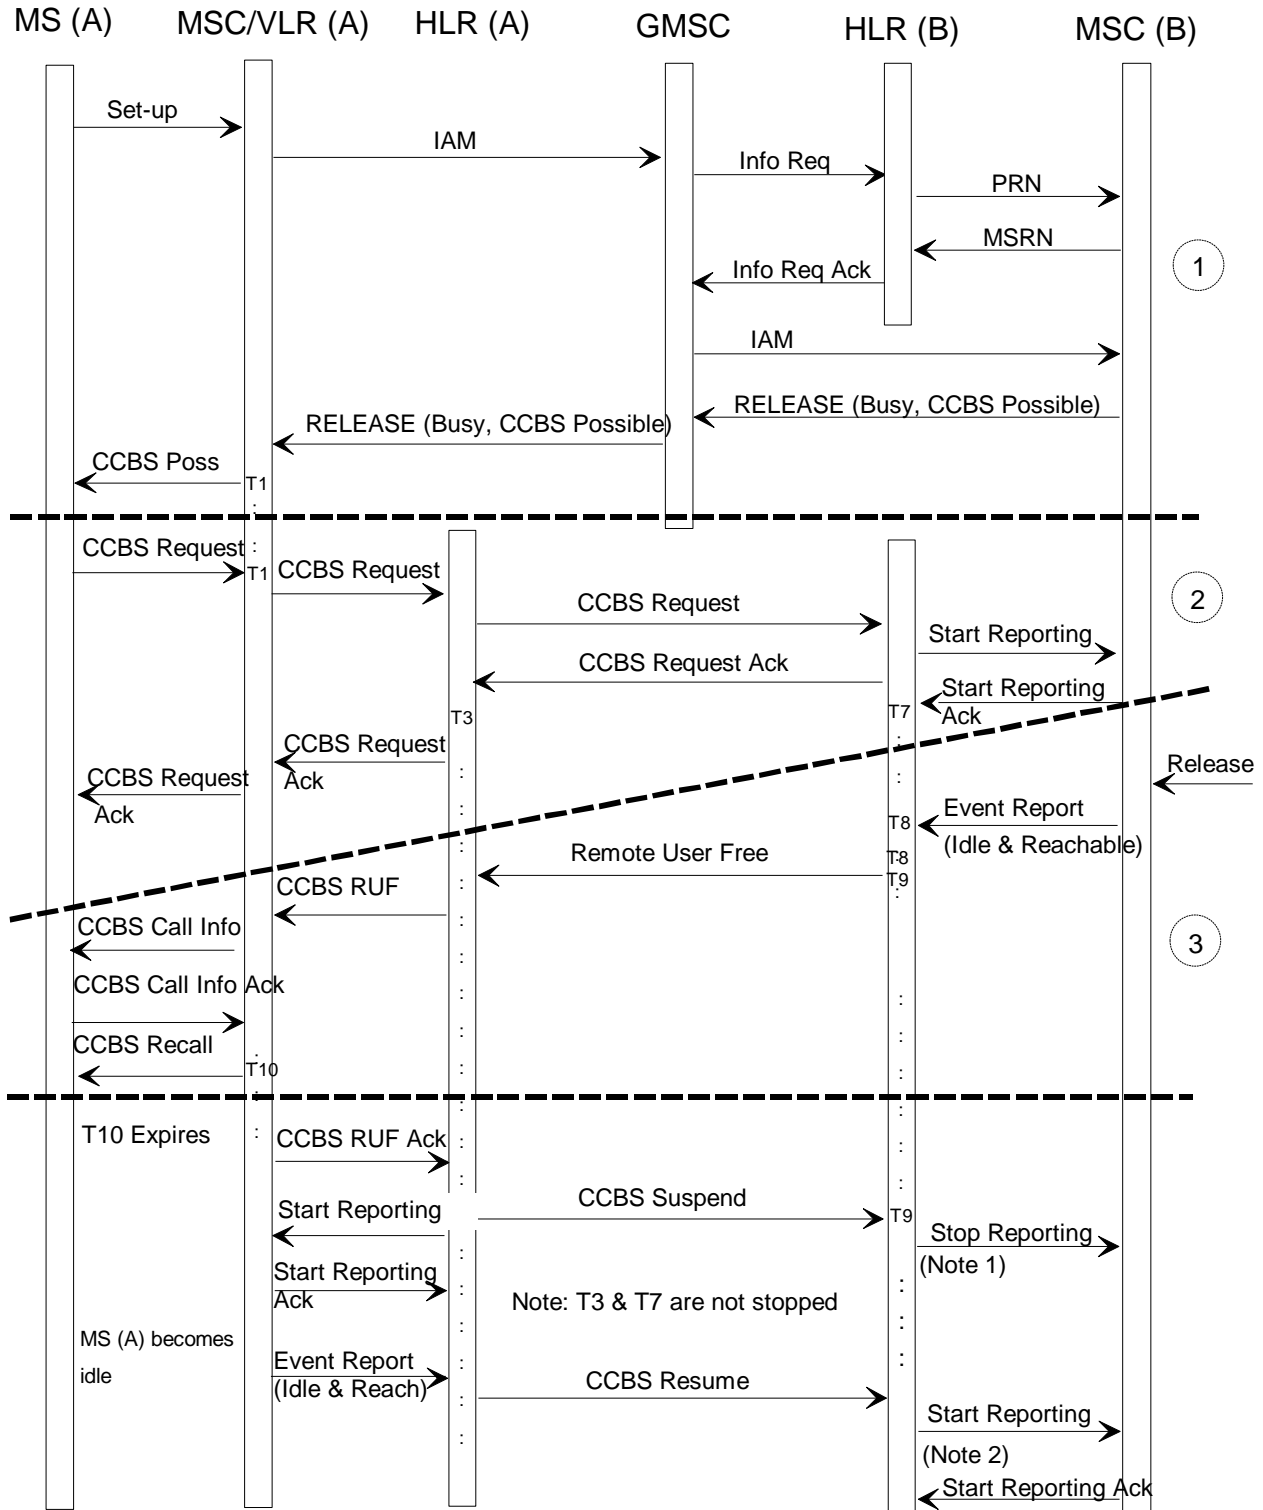 MS (A) MSC/VLR (A) HLR (A) GMSC HLR (B) MSC (B)
Set-up
IAM
Info Req
PRN
MSRN
Info Req Ack
1
IAM
RELEASE (Busy, CCBS Possible)
RELEASE (Busy, CCBS Possible)
CCBS Poss
T1
CCBS Request
T1
CCBS Request
CCBS Request
2
Start Reporting
CCBS Request Ack
Start Reporting
Ack
T3
T7
CCBS Request
Ack
CCBS Request
Ack
Release
Event Report
(Idle & Reachable)
T8
Remote User Free
T8
T9
CCBS RUF
CCBS Call Info
3
CCBS Call Info Ack
CCBS Recall
T10
T10 Expires
CCBS RUF Ack
CCBS Suspend
Start Reporting
T9
Stop Reporting
(Note 1)
Start Reporting
Ack
Note: T3 & T7 are not stopped
MS (A) becomes
idle
Event Report
(Idle & Reach)
CCBS Resume
Start Reporting
(Note 2)
Start Reporting Ack